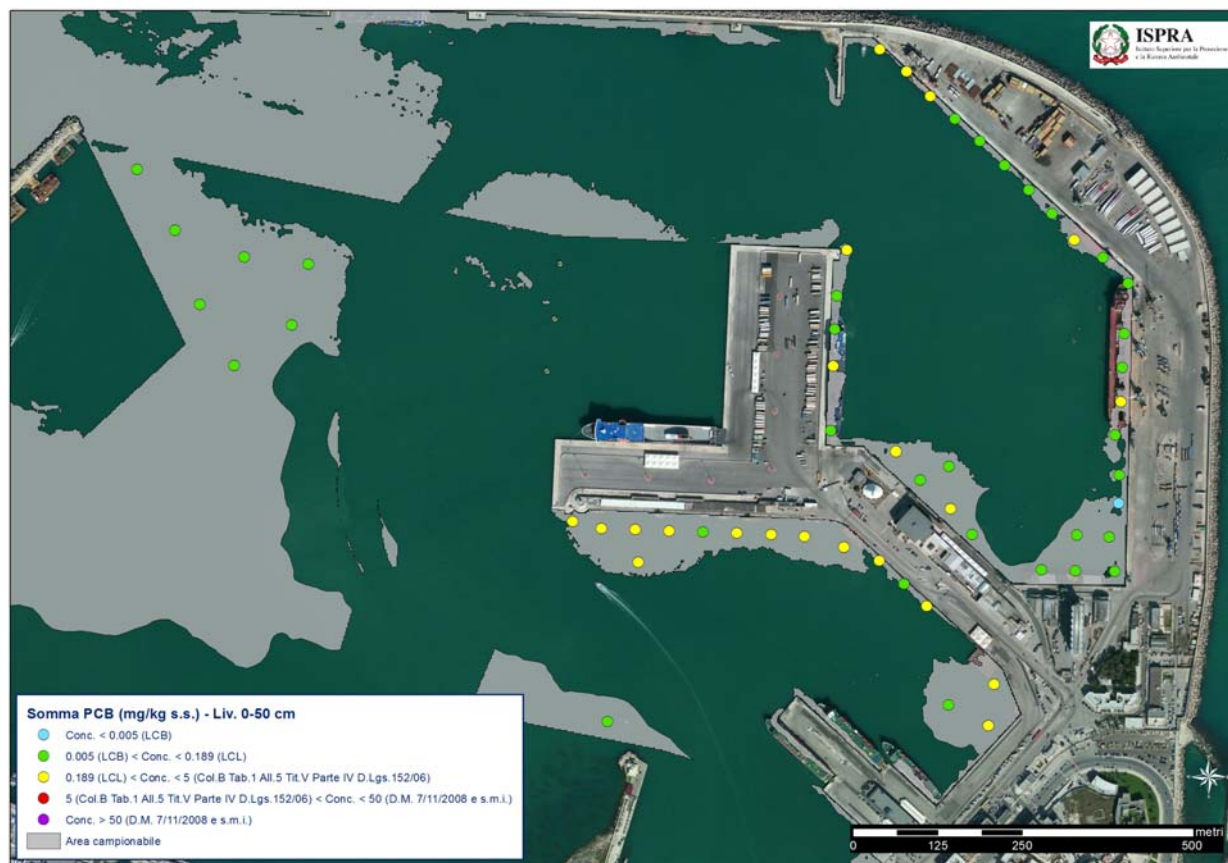 ISPRA
Istituto Superiore per la Protezione
e la Ricerca Ambientale
Somma PCB (mg/kg s.s.) - Liv. 0-50 cm
Conc. < 0.005 (LCB)
0.005 (LCB) < Conc. < 0.189 (LCL)
0.189 (LCL) < Conc. < 5 (Col.B Tab.1 All.5 Tit.V Parte IV D.Lgs.152/06)
5 (Col.B Tab.1 All.5 Tit.V Parte IV D.Lgs.152/06) < Conc. < 50 (D.M. 7/11/2008 e s.m.i.)
Conc. > 50 (D.M. 7/11/2008 e s.m.i.)
Area campionabile
metri
0 125 250 500